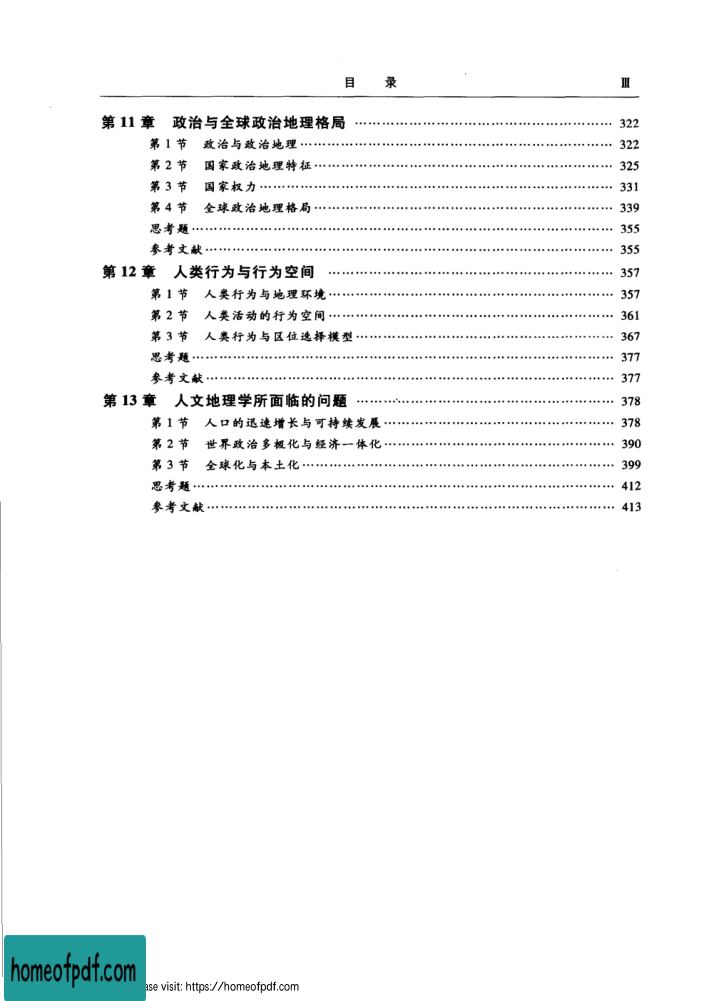 目 录 Ⅲ
第 11 章 政治与全球政治地理格局 …… 322
第 1 节 政治与政治地理 …… 322
第 2 节 国家政治地理特征 …… 325
第 3 节 国家权力 …… 331
第 4 节 全球政治地理格局 …… 339
思考题 …… 355
参考文献 …… 355
第 12 章 人类行为与行为空间 …… 357
第 1 节 人类行为与地理环境 …… 357
第 2 节 人类活动的行为空间 …… 361
第 3 节 人类行为与区位选择模型 …… 367
思考题 …… 377
参考文献 …… 377
第 13 章 人文地理学所面临的问题 …… 378
第 1 节 人口的迅速增长与可持续发展 …… 378
第 2 节 世界政治多极化与经济一体化 …… 390
第 3 节 全球化与本土化 …… 399
思考题 …… 412
参考文献 …… 413
homeofpdf.com
ase visit: https://homeofpdf.com